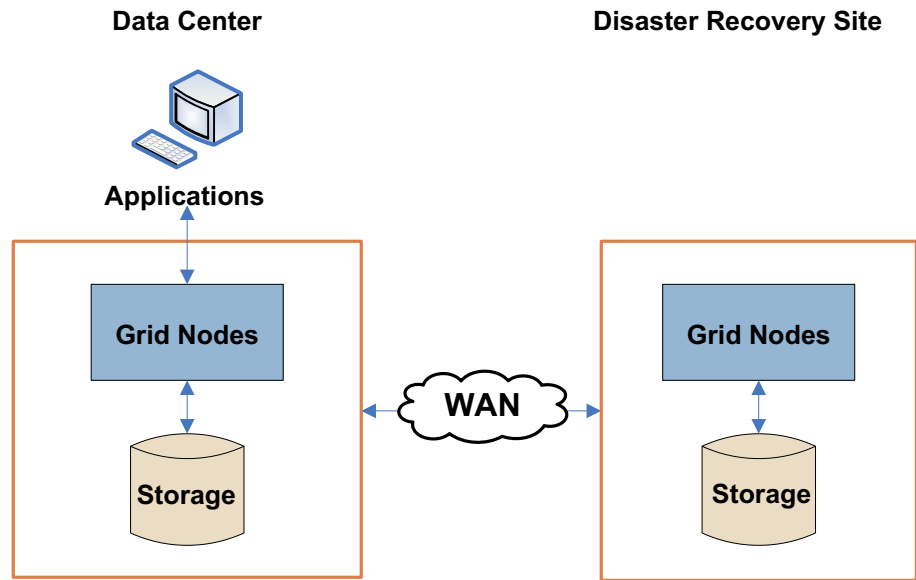 Data Center
Disaster Recovery Site
Applications
Grid Nodes
Grid Nodes
WAN
Storage
Storage